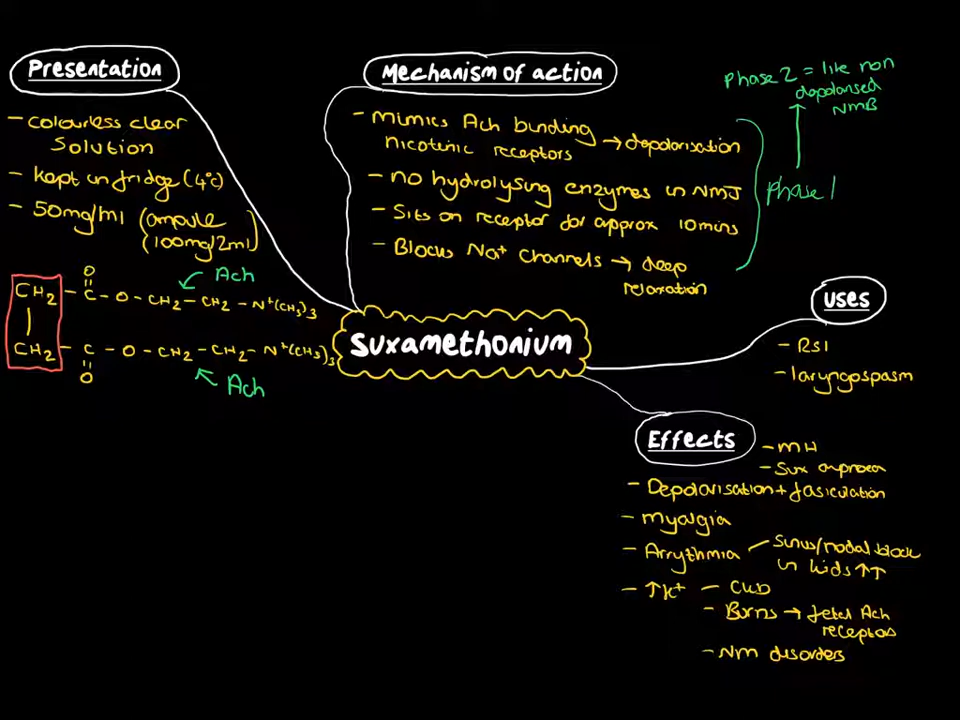 Presentation
- colourless clear
solution
- kept in fridge (4°c)
- 50mg/ml (ampule
(100mg/2ml)
CH2 - C - O - CH2 - CH2 - N+(CH3)3
O
Ach
CH2 - C - O - CH2 - CH2 - N+(CH3)3
O
Ach
Mechanism of action
- Mimics Ach binding
nicotinic receptors → depolarisation
- no hydrolysing enzymes in NMJ
- Sits on receptor for approx 10mins
- Blocks Na+ channels → deep
relaxation
Phase 2 = like non
depolarised
NMB
Phase 1
Suxamethonium
uses
- RSI
- laryngospasm
Effects
- MH
- Sux apnoea
- Depolarisation + fasiculation
- myalgia
- Arrythmia - Sinus/nodal block
in kids ↑↑
- ↑K+ - CKD
- Burns → fetal Ach
receptors
- NM disorders